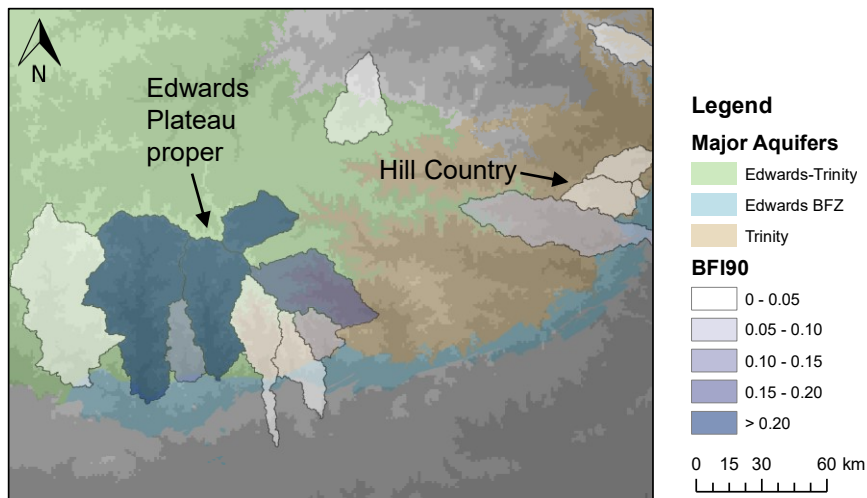 N
Edwards
Plateau
proper
Hill Country
Legend
Major Aquifers
Edwards-Trinity
Edwards BFZ
Trinity
BFI90
0 - 0.05
0.05 - 0.10
0.10 - 0.15
0.15 - 0.20
> 0.20
0 15 30 60 km